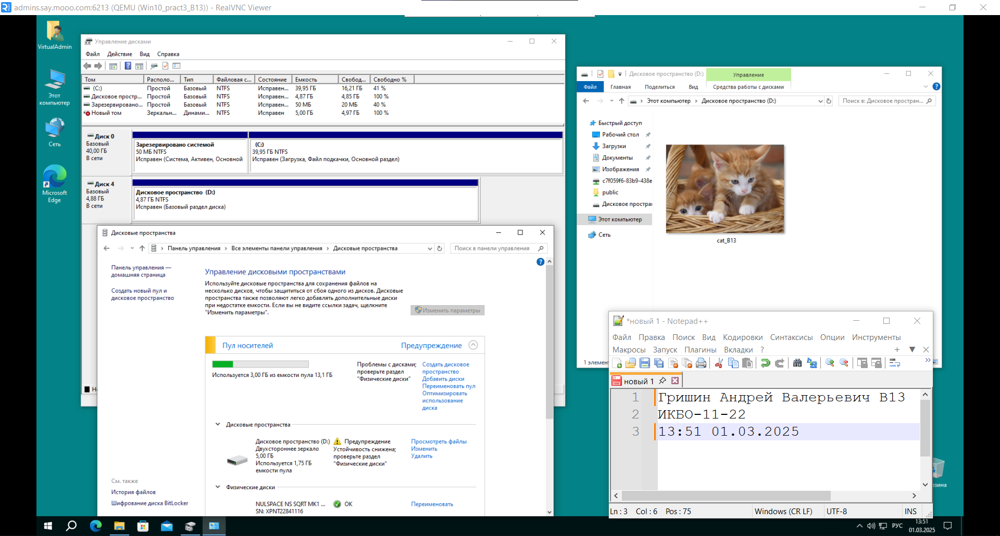 admins.say.mooo.com:6213 (QEMU (Win10_pract3_B13)) - RealVNC Viewer
VirtualAdmin
Этот
компьютер
Сеть
Microsoft
Edge
Управление дисками
Файл Действие Вид Справка
Том Располо... Тип Файловая с... Состояние Емкость Свобод... Свободно %
(C:) Простой Базовый NTFS Исправен... 39,95 ГБ 16,21 ГБ 41 %
Дисковое простр... Простой Базовый NTFS Исправен... 4,87 ГБ 4,85 ГБ 100 %
Зарезервировано... Простой Базовый NTFS Исправен... 50 МБ 20 МБ 40 %
Новый том Зеркальн... Динами... NTFS Исправен 5,00 ГБ 4,97 ГБ 100 %
Диск 0
Базовый
40,00 ГБ
В сети
Зарезервировано системой
50 МБ NTFS
Исправен (Система, Активен, Основной
(C:)
39,95 ГБ NTFS
Исправен (Загрузка, Файл подкачки, Основной раздел)
Диск 4
Базовый
4,88 ГБ
В сети
Дисковое пространство (D:)
4,87 ГБ NTFS
Исправен (Базовый раздел диска)
Дисковые пространства
Панель управления Все элементы панели управления Дисковые пространства
Поиск в панели управления
Панель управления —
домашняя страница
Создать новый пул и
дисковое пространство
Управление дисковыми пространствами
Используйте дисковые пространства для сохранения файлов на
несколько дисков, чтобы защититься от сбоя одного из дисков. Дисковые
пространства также позволяют легко добавлять дополнительные диски
при недостатке емкости. Если вы не видите ссылки задач, щелкните
"Изменить параметры".
Изменить параметры
Пул носителей
Предупреждение
Используется 3,00 ГБ из емкости пула 13,1 ГБ
Проблемы с дисками;
проверьте раздел
"Физические диски"
Создать дисковое
пространство
Добавить диски
Переименовать пул
Оптимизировать
использование
диска
Дисковые пространства
Дисковое пространство (D:)
Двухстороннее зеркало
5,00 ГБ
Используется 1,75 ГБ
емкости пула
Предупреждение
Устойчивость снижена;
проверьте раздел
"Физические диски"
Просмотреть файлы
Изменить
Удалить
Физические диски
NULSPACE NS SQRT MK1 ...
SN: XPNT22841116
OK
Переименовать
См. также
История файлов
Шифрование диска BitLocker
Дисковое пространство (D:)
Управление
Файл Главная Поделиться Вид Средства работы с дисками
Этот компьютер Дисковое пространство (D:)
Поиск в: Дисковое простран...
Быстрый доступ
Рабочий стол
Загрузки
Документы
Изображения
c7f059f6-83b9-438e
public
Дисковое простра
Этот компьютер
Сеть
cat_B13
1 элемент
*новый 1 - Notepad++
Файл Правка Поиск Вид Кодировки Синтаксисы Опции Инструменты
Макросы Запуск Плагины Вкладки ?
новый 1
1 Гришин Андрей Валерьевич В13
2 ИКБО-11-22
3 13:51 01.03.2025
Ln : 3 Col : 6 Pos : 75 Windows (CR LF) UTF-8 INS
зина
РУС
13:51
01.03.2025